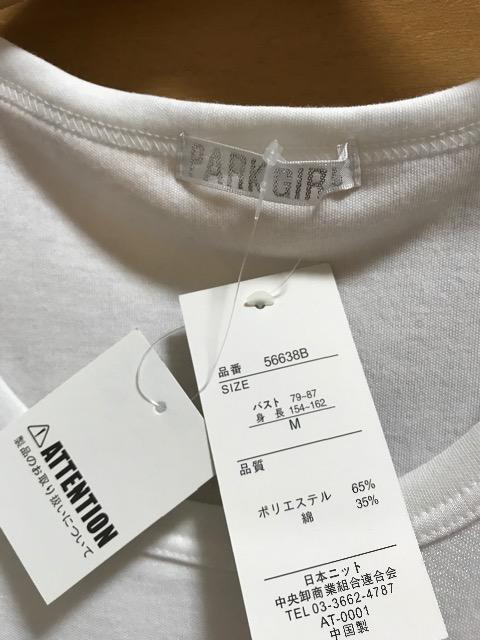 PARK GIRL
品番 56638B
SIZE
バスト 79~87
身長 154~162
M
品質
ポリエステル 65%
綿 35%
日本ニット
中央卸商業組合連合会
TEL 03-3662-4787
AT-0001
中国製
ATTENTION
製品のお取り扱いについて